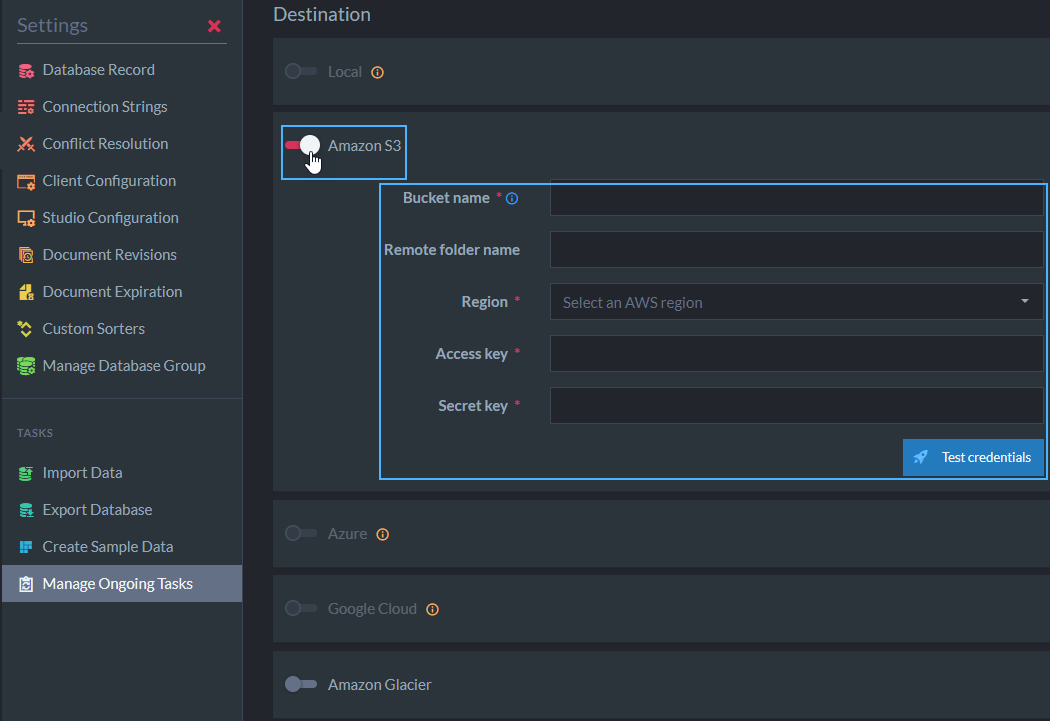 Settings
Database Record
Connection Strings
Conflict Resolution
Client Configuration
Studio Configuration
Document Revisions
Document Expiration
Custom Sorters
Manage Database Group
TASKS
Import Data
Export Database
Create Sample Data
Manage Ongoing Tasks
Destination
Local
Amazon S3
Bucket name *
Remote folder name
Region * Select an AWS region
Access key *
Secret key *
Test credentials
Azure
Google Cloud
Amazon Glacier